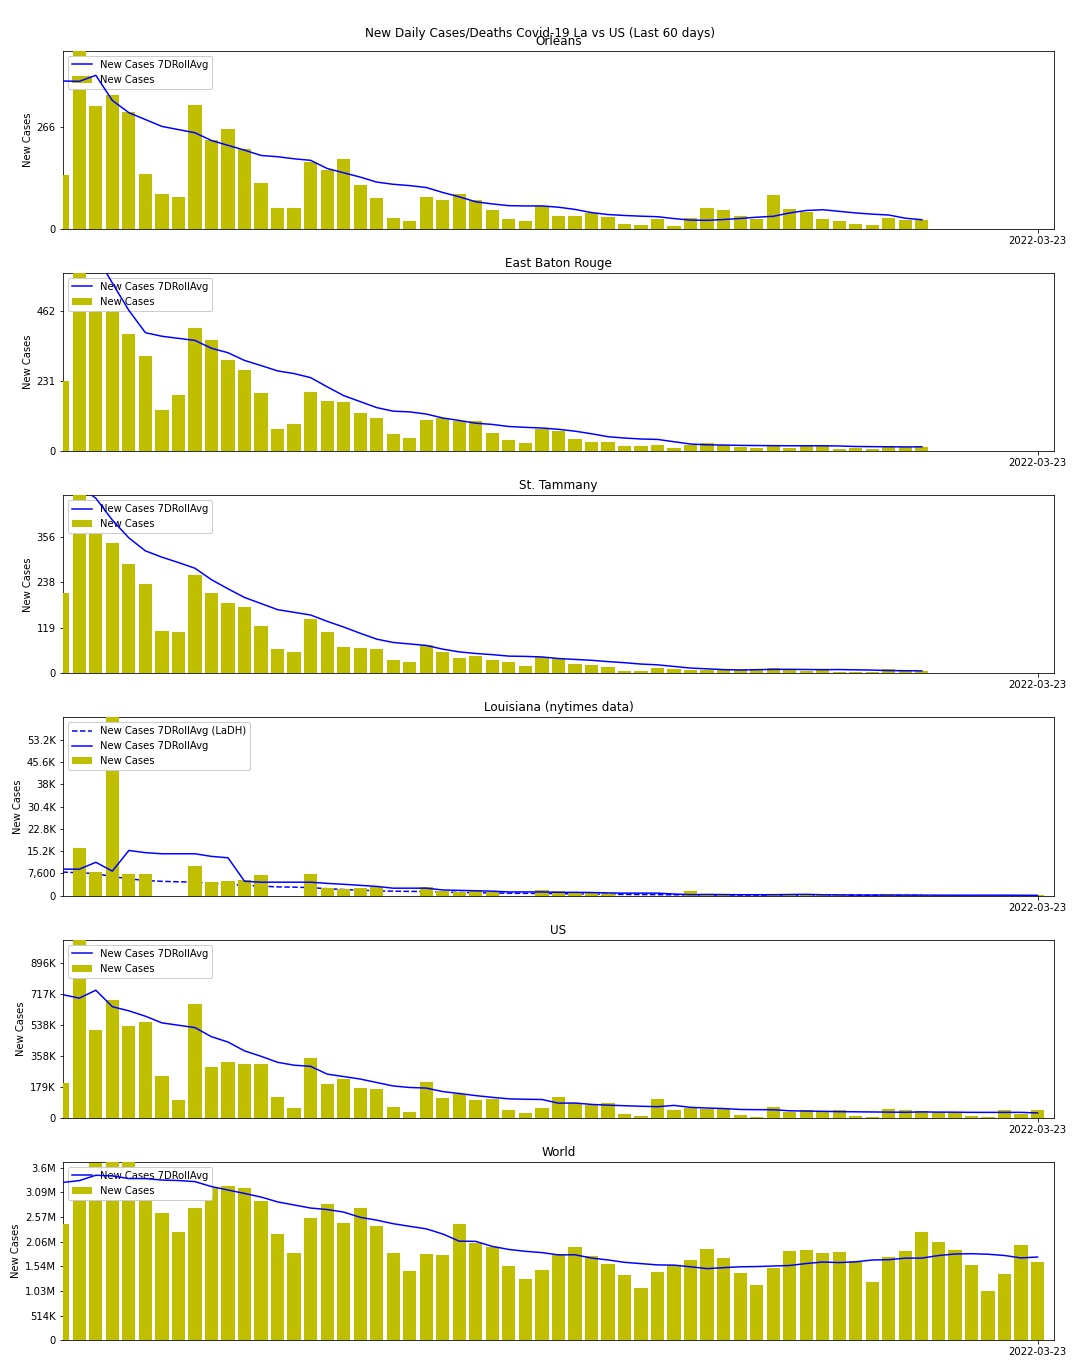 New Daily Cases/Deaths Covid-19 La vs US (Last 60 days)
Orleans
New Cases 7DRollAvg
New Cases
266
0
New Cases
2022-03-23
East Baton Rouge
New Cases 7DRollAvg
New Cases
462
231
0
New Cases
2022-03-23
St. Tammany
New Cases 7DRollAvg
New Cases
356
238
119
0
New Cases
2022-03-23
Louisiana (nytimes data)
New Cases 7DRollAvg (LaDH)
New Cases 7DRollAvg
New Cases
53.2K
45.6K
38K
30.4K
22.8K
15.2K
7,600
0
New Cases
2022-03-23
US
New Cases 7DRollAvg
New Cases
896K
717K
538K
358K
179K
0
New Cases
2022-03-23
World
New Cases 7DRollAvg
New Cases
3.6M
3.09M
2.57M
2.06M
1.54M
1.03M
514K
0
New Cases
2022-03-23